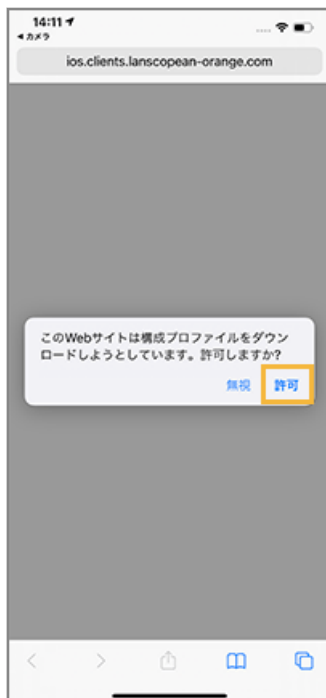 14:11
◀カメラ
ios.clients.lanscopean-orange.com
このWebサイトは構成プロファイルをダウン
ロードしようとしています。許可しますか?
無視 許可